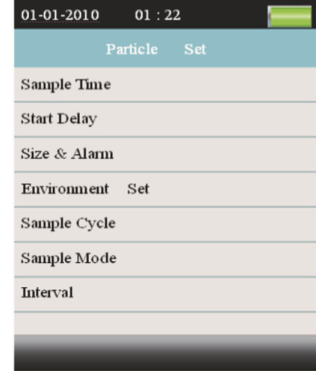 01-01-2010 01 : 22
Particle Set
Sample Time
Start Delay
Size & Alarm
Environment Set
Sample Cycle
Sample Mode
Interval